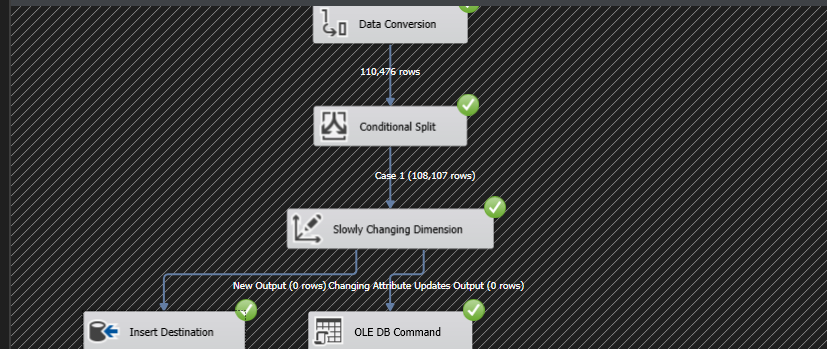 Data Conversion
110,476 rows
Conditional Split
Case 1 (108,107 rows)
Slowly Changing Dimension
New Output (0 rows) Changing Attribute Updates Output (0 rows)
Insert Destination
OLE DB Command